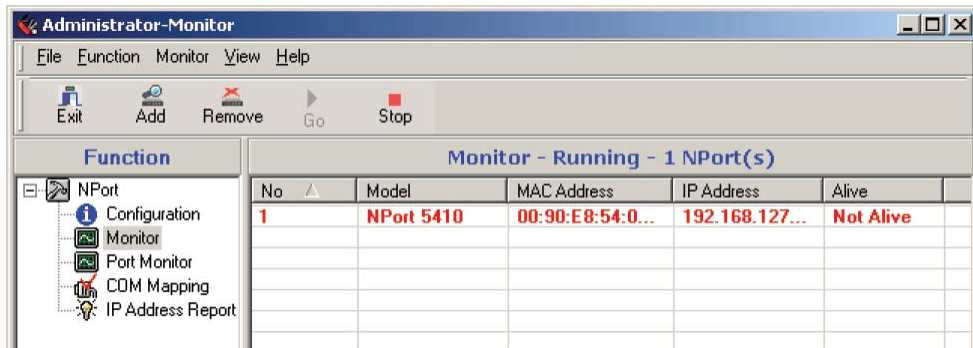 Administrator-Monitor
File Function Monitor View Help
Exit Add Remove Go Stop
Function
Monitor - Running - 1 NPort(s)
NPort
Configuration
Monitor
Port Monitor
COM Mapping
IP Address Report
No Model MAC Address IP Address Alive
1 NPort 5410 00:90:E8:54:0... 192.168.127... Not Alive